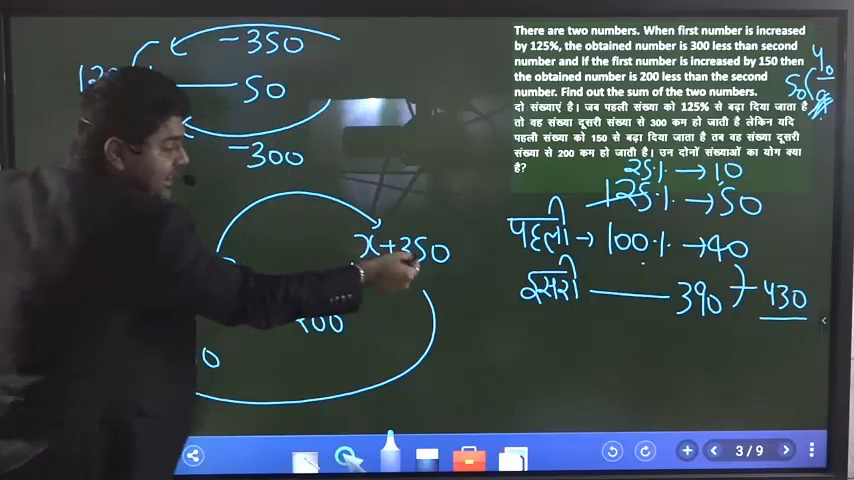 There are two numbers. When first number is increased
by 125%, the obtained number is 300 less than second
number and if the first number is increased by 150 then
the obtained number is 200 less than the second
number. Find out the sum of the two numbers.
दो संख्याएं है। जब पहली संख्या को 125% से बढ़ा दिया जाता है
तो वह संख्या दूसरी संख्या से 300 कम हो जाती है लेकिन यदि
पहली संख्या को 150 से बढ़ा दिया जाता है तब वह संख्या दूसरी
संख्या से 200 कम हो जाती है। उन दोनों संख्याओं का योग क्या
है?
-350
50
-300
x+350
25% → 10
125% → 50
पहली → 100% → 40
दूसरी 390
430
3/9